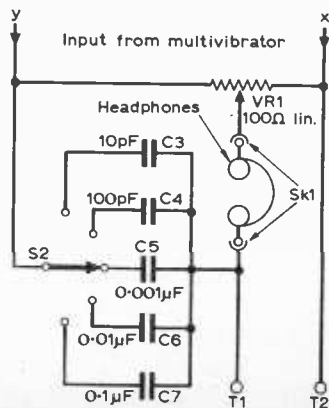 y
x
Input from multivibrator
Headphones
VR1
100Ω lin.
10pF
C3
Sk1
100pF
C4
S2
C5
0·001µF
0·01µF
C6
0·1µF
C7
T1
T2